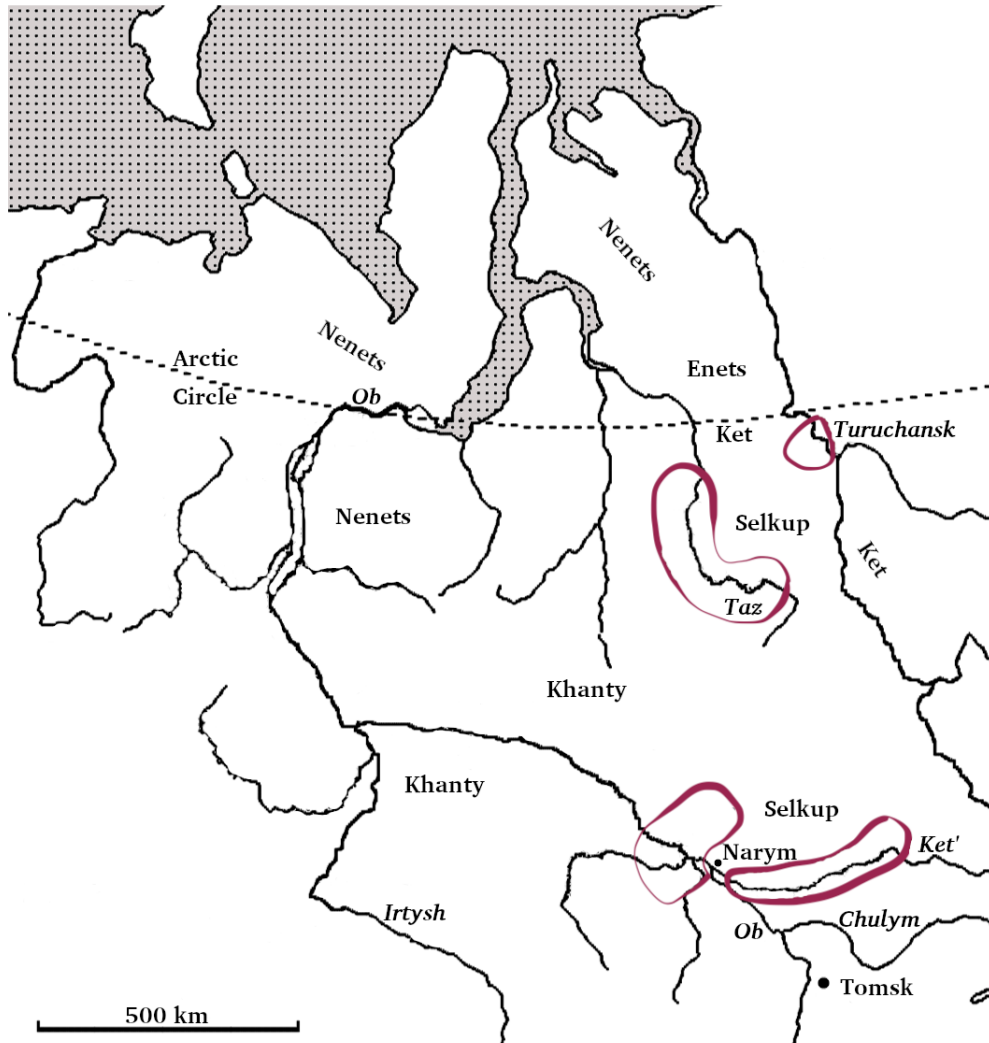 Nenets
Nenets
Arctic
Circle
Ob
Enets
Ket
Turuchansk
Nenets
Selkup
Ket
Taz
Khanty
Khanty
Selkup
Narym
Ket'
Irtysh
Ob
Chulym
Tomsk
500 km